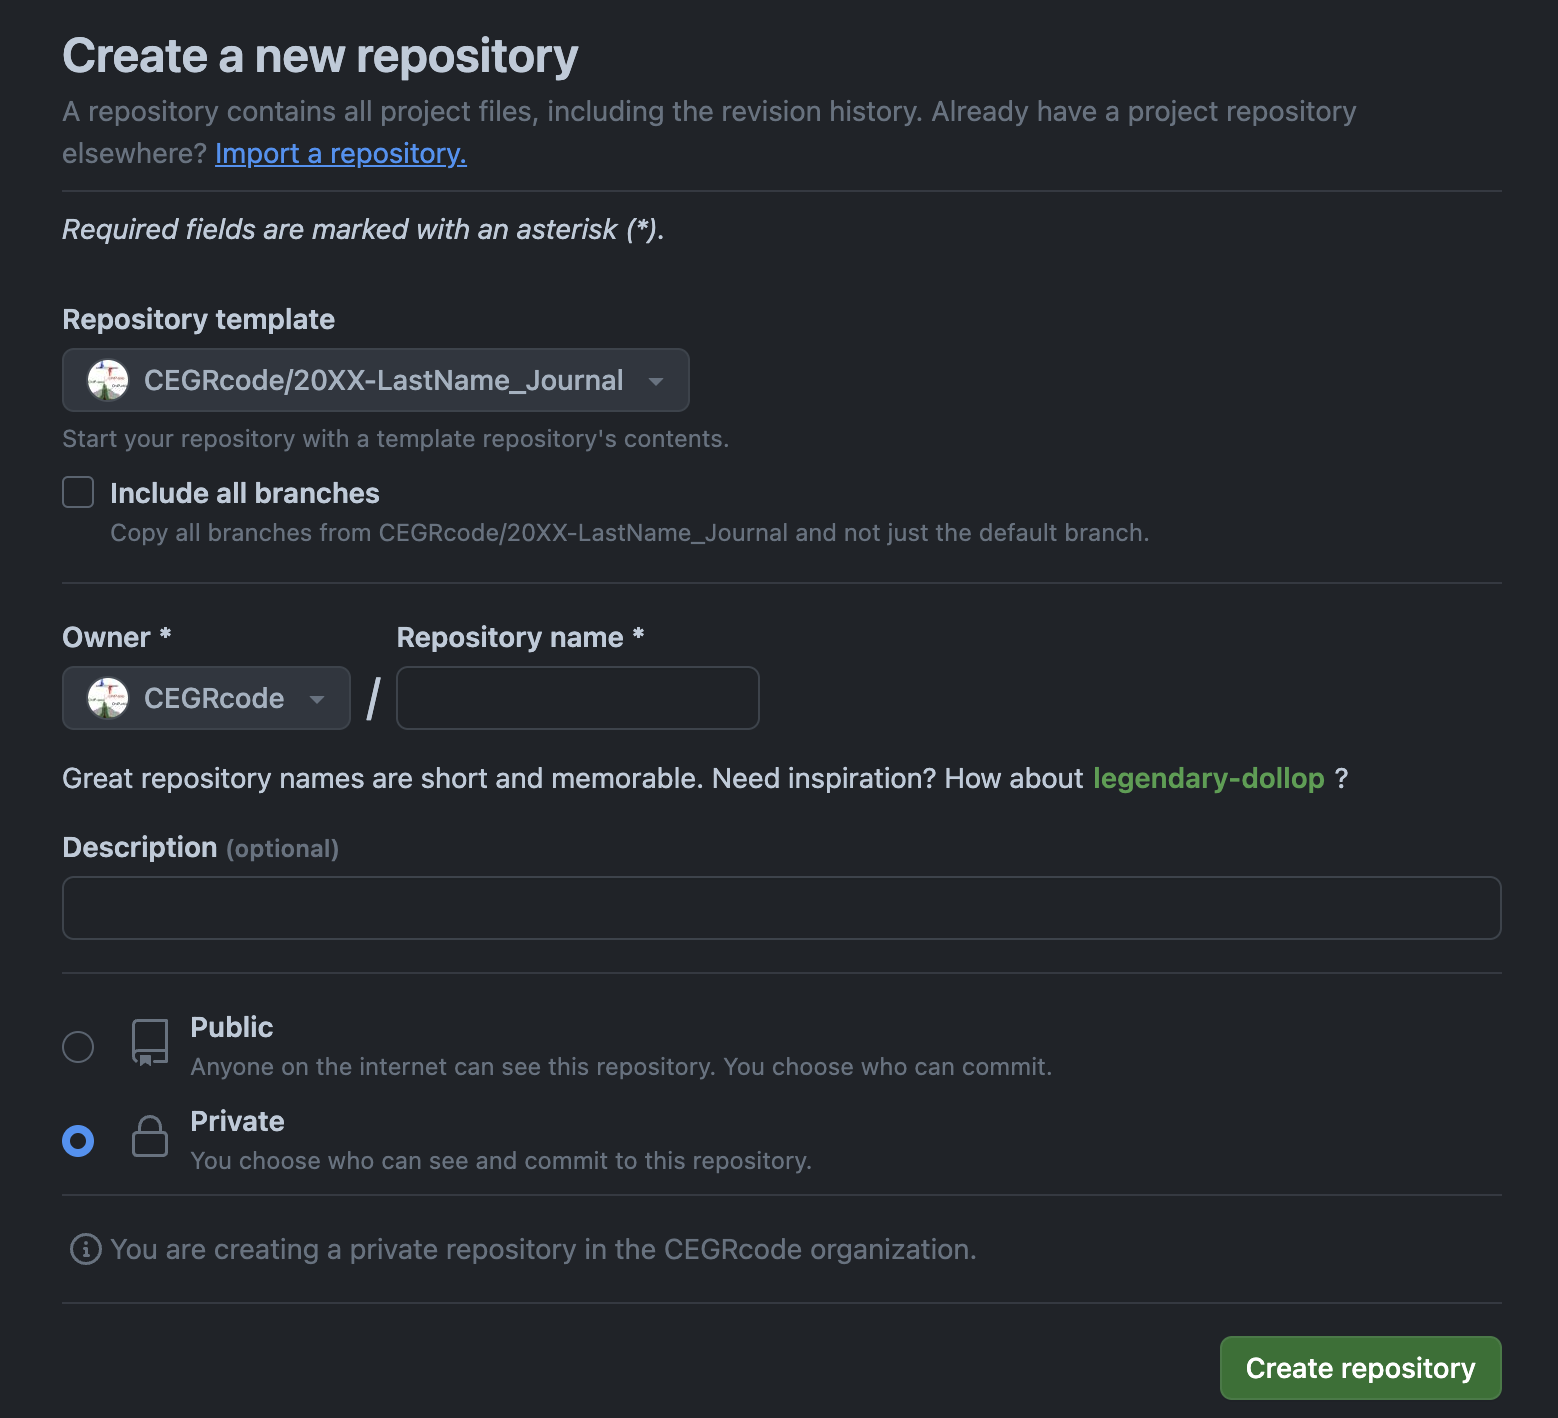 Create a new repository
A repository contains all project files, including the revision history. Already have a project repository
elsewhere? Import a repository.
Required fields are marked with an asterisk (*).
Repository template
CEGRcode/20XX-LastName_Journal
Start your repository with a template repository's contents.
Include all branches
Copy all branches from CEGRcode/20XX-LastName_Journal and not just the default branch.
Owner * Repository name *
CEGRcode /
Great repository names are short and memorable. Need inspiration? How about legendary-dollop ?
Description (optional)
Public
Anyone on the internet can see this repository. You choose who can commit.
Private
You choose who can see and commit to this repository.
You are creating a private repository in the CEGRcode organization.
Create repository